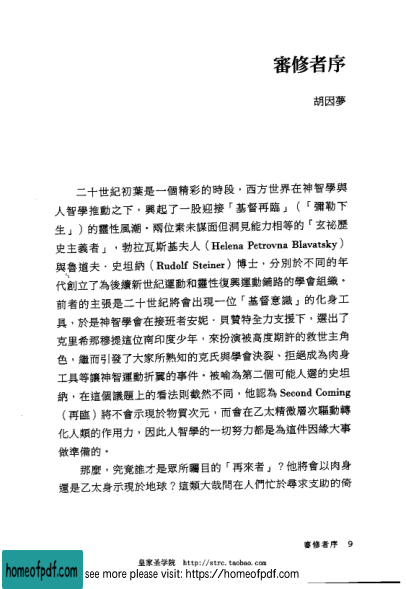 審修者序
胡因夢
二十世紀初葉是一個精彩的時段，西方世界在神智學與
人智學推動之下，興起了一股迎接「基督再臨」（「彌勒下
生」）的靈性風潮。兩位素未謀面但洞見能力相等的「玄祕歷
史主義者」，勃拉瓦斯基夫人（Helena Petrovna Blavatsky）
與魯道夫．史坦納（Rudolf Steiner）博士，分別於不同的年
代創立了為後續新世紀運動和靈性復興運動鋪路的學會組織。
前者的主張是二十世紀將會出現一位「基督意識」的化身工
具，於是神智學會在接班者安妮．貝贊特全力支援下，選出了
克里希那穆提這位南印度少年，來扮演被高度期許的救世主角
色，繼而引發了大家所熟知的克氏與學會決裂、拒絕成為肉身
工具等讓神智運動折翼的事件。被喻為第二個可能人選的史坦
納，在這個議題上的看法則截然不同，他認為 Second Coming
（再臨）將不會示現於物質次元，而會在乙太精微層次驅動轉
化人類的作用力，因此人智學的一切努力都是為這件因緣大事
做準備的。
那麼，究竟誰才是眾所矚目的「再來者」？他將會以肉身
還是乙太身示現於地球？這類大哉問在人們忙於尋求支助的倚
審修者序 9
皇家圣学院 http://strc.taobao.com
homeofpdf.com
see more please visit: https://homeofpdf.com